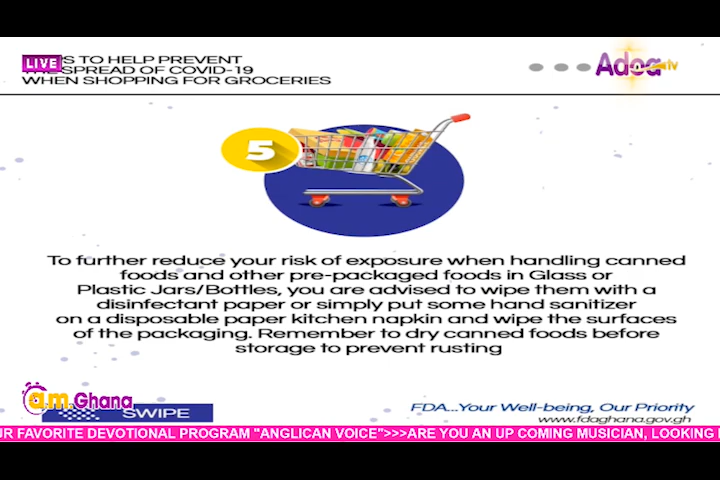 LIVE
S TO HELP PREVENT
SPREAD OF COVID-19
WHEN SHOPPING FOR GROCERIES
Adoa tv
5
To further reduce your risk of exposure when handling canned
foods and other pre-packaged foods in Glass or
Plastic Jars/Bottles, you are advised to wipe them with a
disinfectant paper or simply put some hand sanitizer
on a disposable paper kitchen napkin and wipe the surfaces
of the packaging. Remember to dry canned foods before
storage to prevent rusting
a.m. Ghana
SWIPE
FDA...Your Well-being, Our Priority
www.fdaghana.gov.gh
UR FAVORITE DEVOTIONAL PROGRAM "ANGLICAN VOICE">>>ARE YOU AN UP COMING MUSICIAN, LOOKING